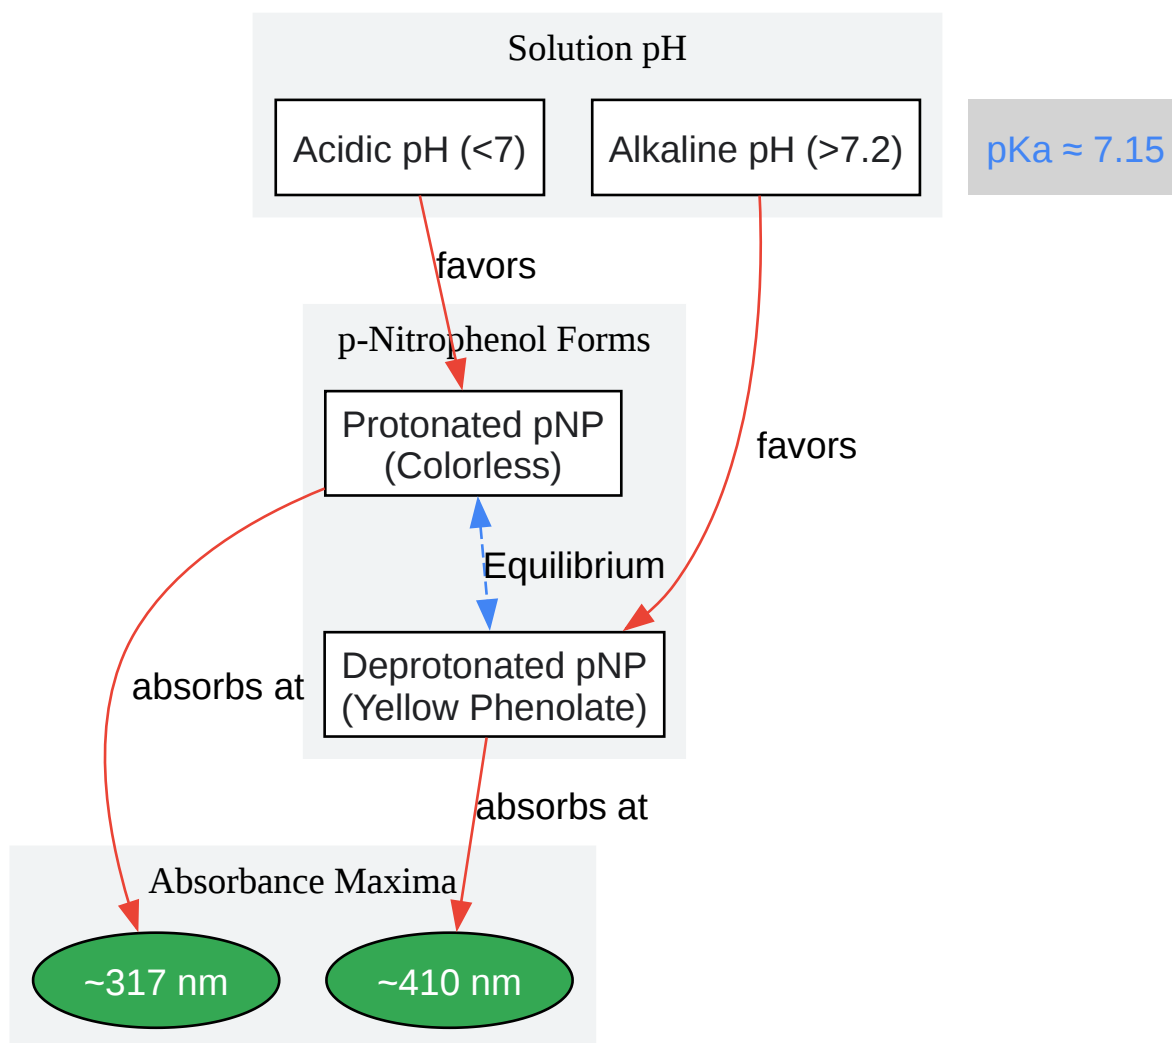 Solution pH
Acidic pH (<7)
Alkaline pH (>7.2)
pKa ≈ 7.15
favors
p-Nitrophenol Forms
Protonated pNP
(Colorless)
favors
Equilibrium
Deprotonated pNP
(Yellow Phenolate)
absorbs at
absorbs at
Absorbance Maxima
~317 nm
~410 nm